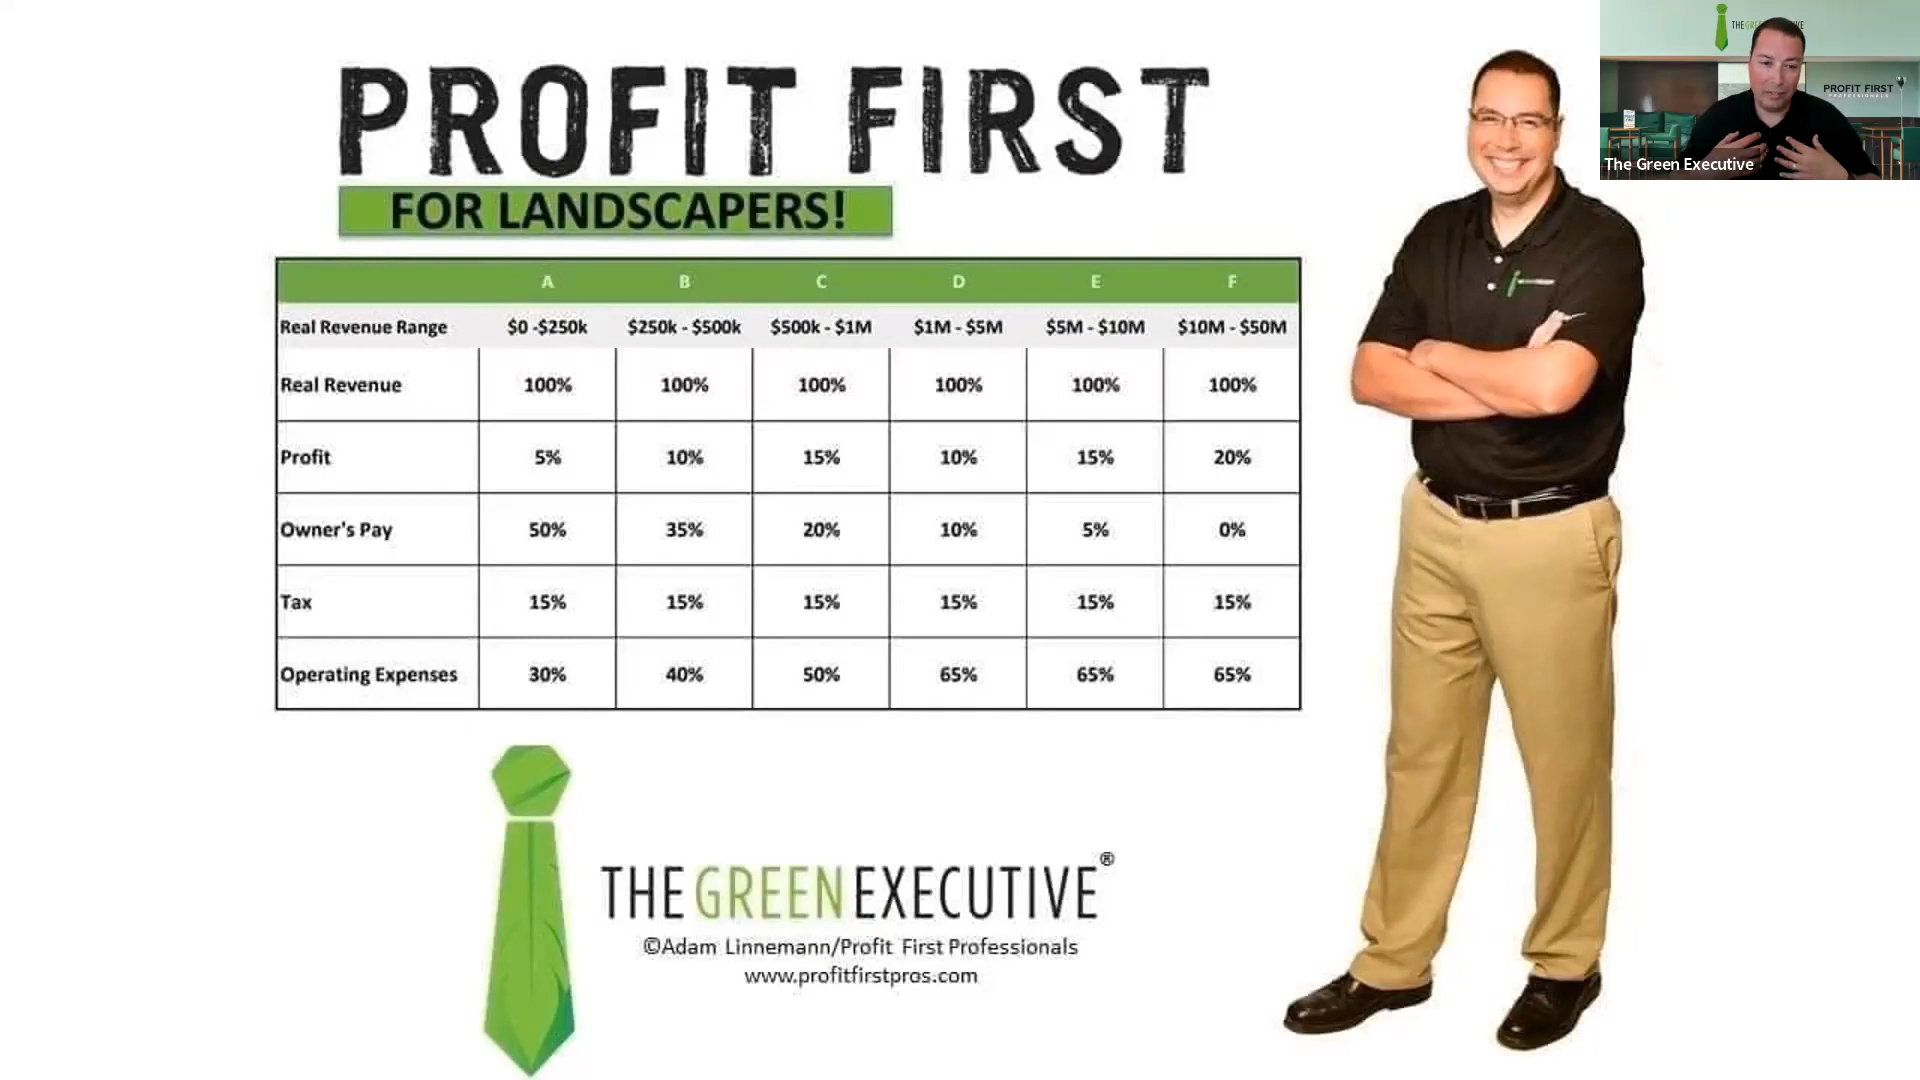 PROFIT FIRST
FOR LANDSCAPERS!
A B C D E F
Real Revenue Range $0 -$250k $250k - $500k $500k - $1M $1M - $5M $5M - $10M $10M - $50M
Real Revenue 100% 100% 100% 100% 100% 100%
Profit 5% 10% 15% 10% 15% 20%
Owner's Pay 50% 35% 20% 10% 5% 0%
Tax 15% 15% 15% 15% 15% 15%
Operating Expenses 30% 40% 50% 65% 65% 65%
THE GREEN EXECUTIVE®
©Adam Linnemann/Profit First Professionals
www.profitfirstpros.com
THE
PROFIT FIRST
PROFESSIONALS
The Green Executive